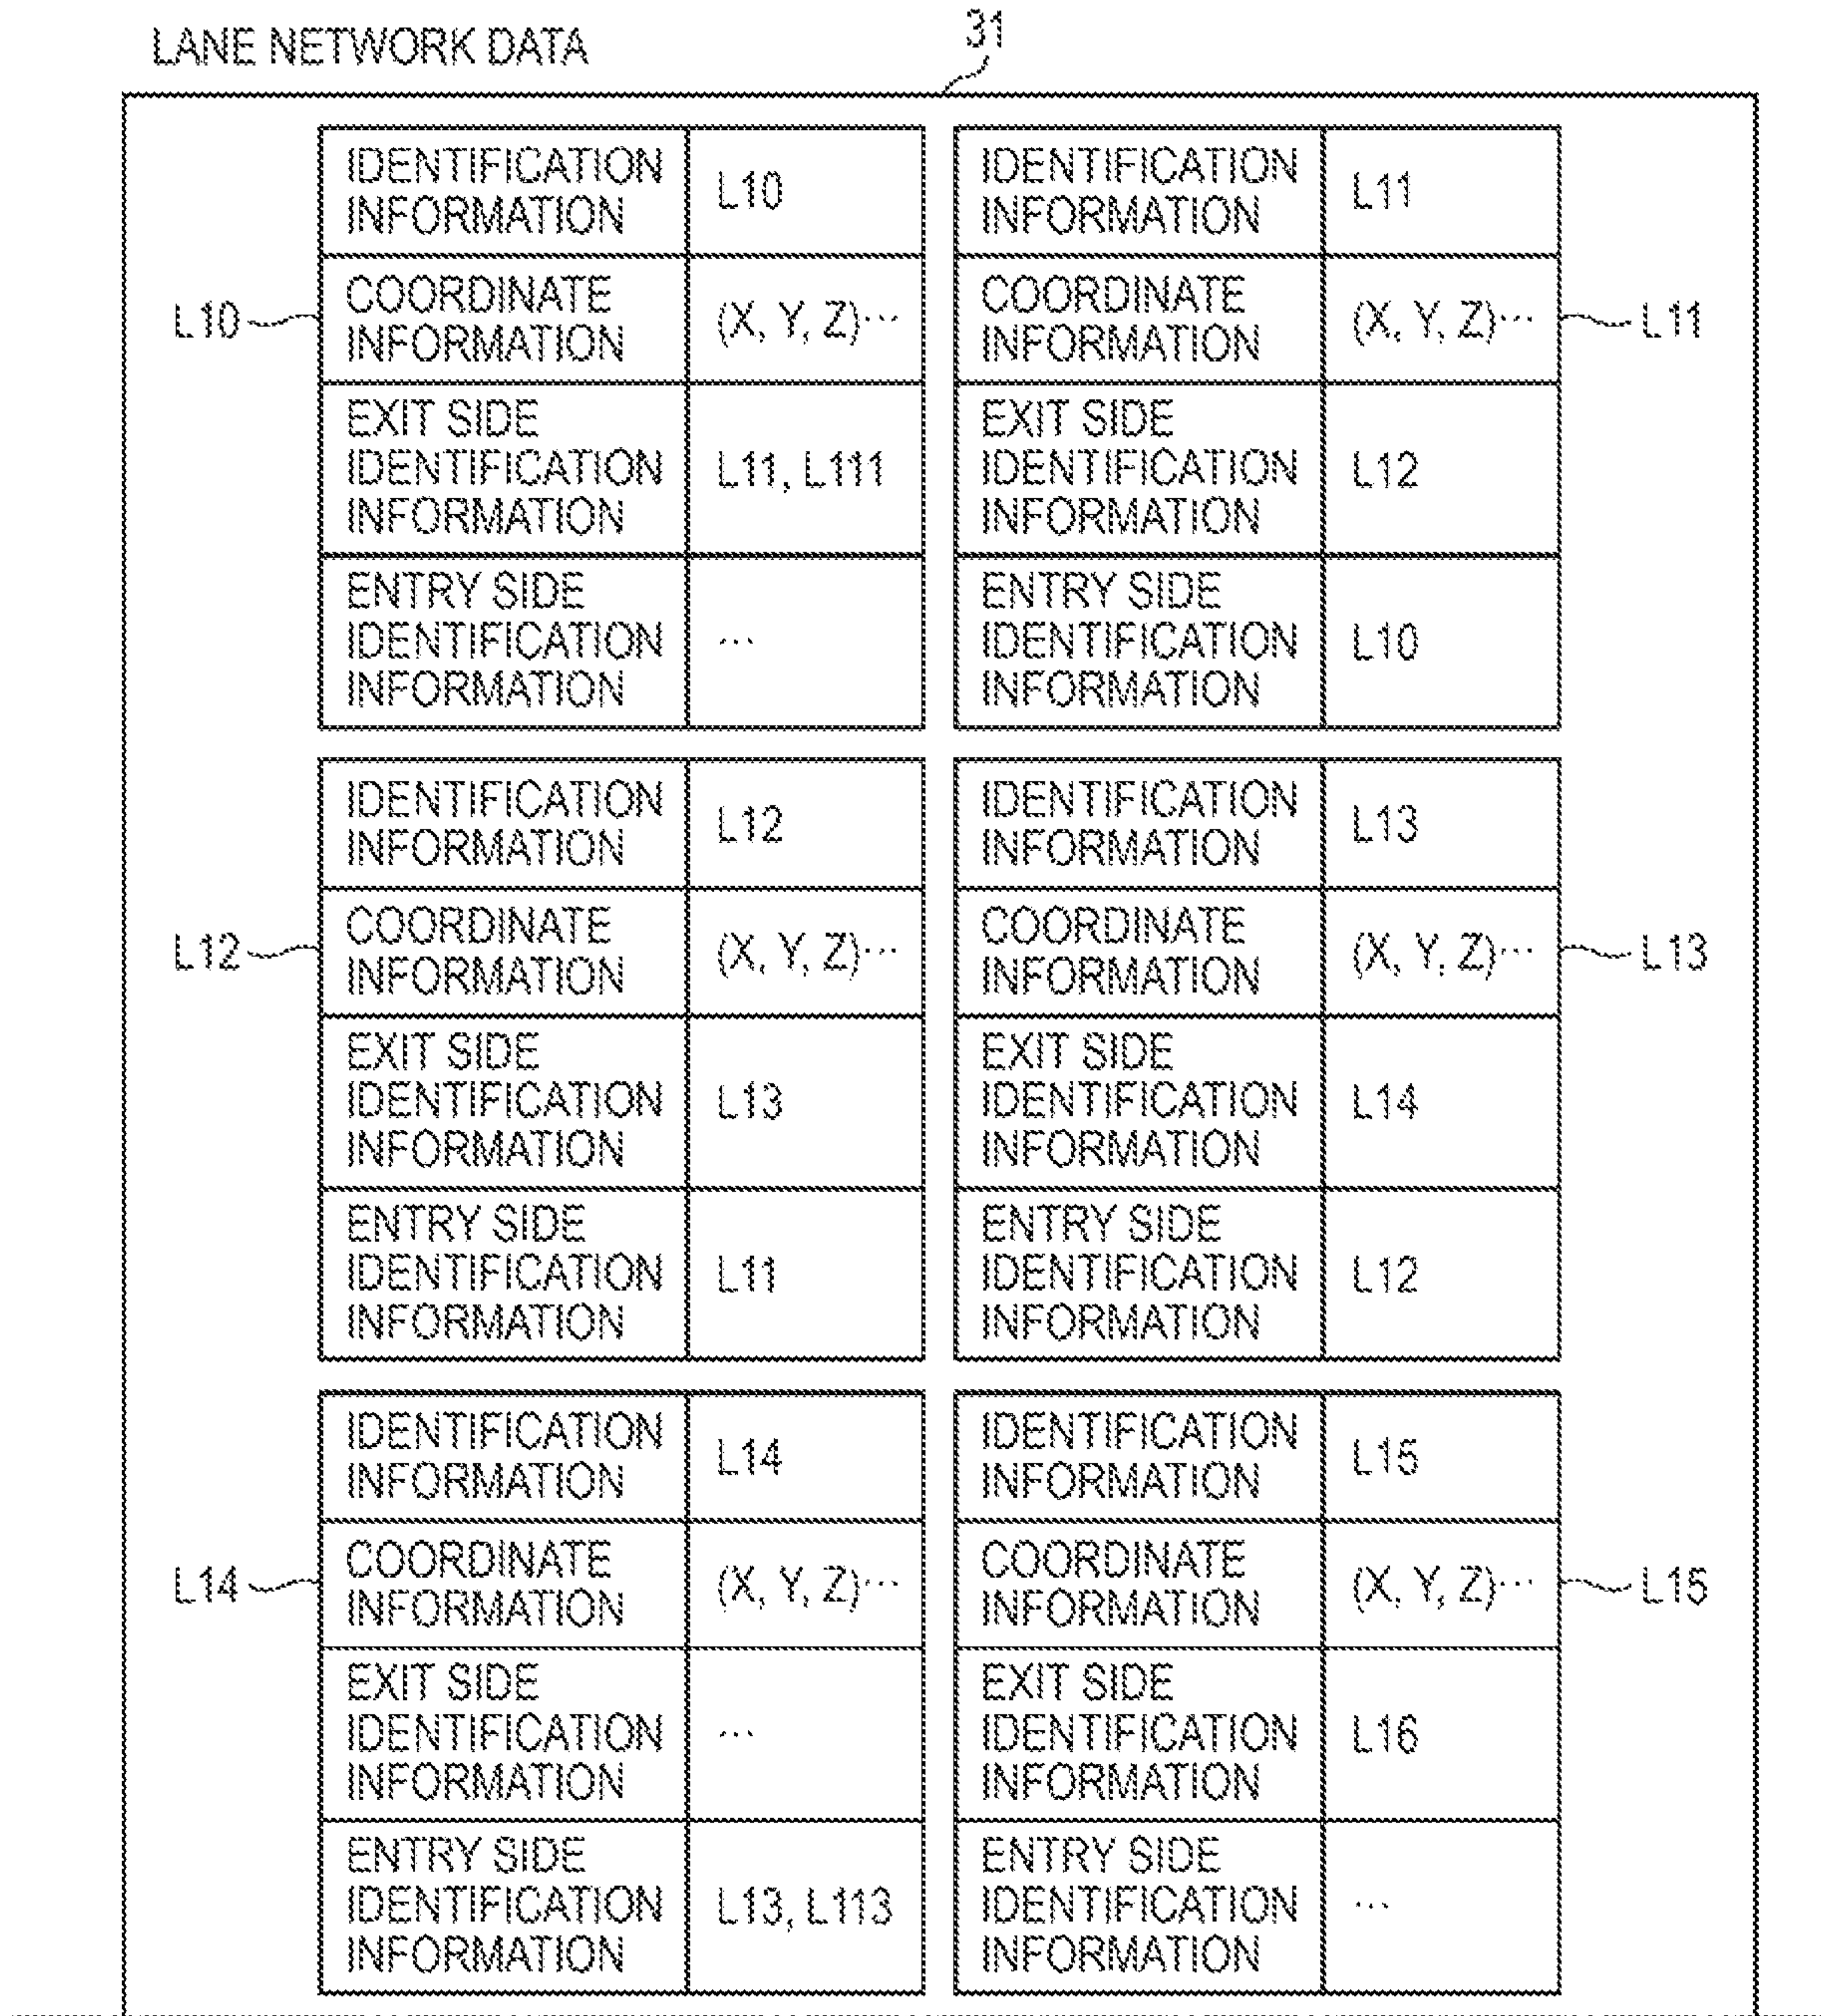 31
LANE NETWORK DATA
L10
IDENTIFICATION
INFORMATION
L10
COORDINATE
INFORMATION
(X, Y, Z)···
EXIT SIDE
IDENTIFICATION
INFORMATION
L11, L111
ENTRY SIDE
IDENTIFICATION
INFORMATION
···
IDENTIFICATION
INFORMATION
L11
COORDINATE
INFORMATION
(X, Y, Z)···
EXIT SIDE
IDENTIFICATION
INFORMATION
L12
ENTRY SIDE
IDENTIFICATION
INFORMATION
L10
L11
L12
IDENTIFICATION
INFORMATION
L12
COORDINATE
INFORMATION
(X, Y, Z)···
EXIT SIDE
IDENTIFICATION
INFORMATION
L13
ENTRY SIDE
IDENTIFICATION
INFORMATION
L11
IDENTIFICATION
INFORMATION
L13
COORDINATE
INFORMATION
(X, Y, Z)···
EXIT SIDE
IDENTIFICATION
INFORMATION
L14
ENTRY SIDE
IDENTIFICATION
INFORMATION
L12
L13
L14
IDENTIFICATION
INFORMATION
L14
COORDINATE
INFORMATION
(X, Y, Z)···
EXIT SIDE
IDENTIFICATION
INFORMATION
···
ENTRY SIDE
IDENTIFICATION
INFORMATION
L13, L113
IDENTIFICATION
INFORMATION
L15
COORDINATE
INFORMATION
(X, Y, Z)···
EXIT SIDE
IDENTIFICATION
INFORMATION
L16
ENTRY SIDE
IDENTIFICATION
INFORMATION
···
L15